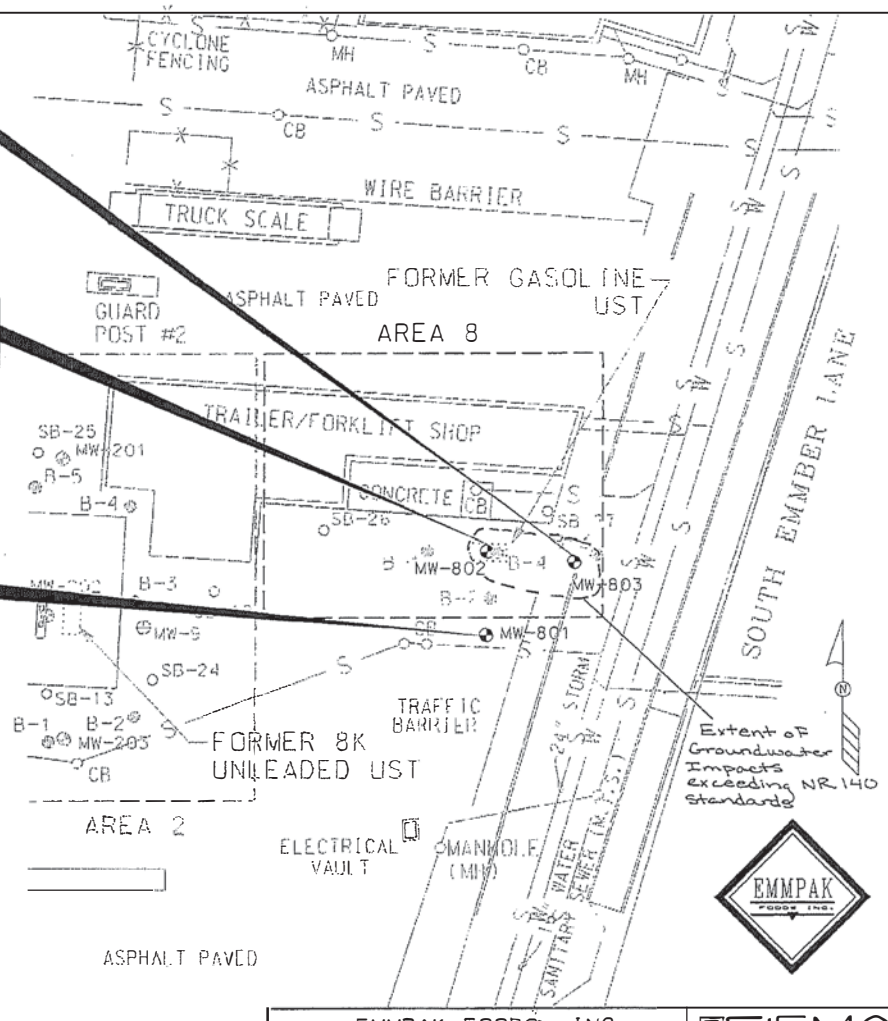 CYCLONE
FENCING
MH
S
CB
MH
ASPHALT PAVED
S
CB
S
S
WIRE BARRIER
TRUCK SCALE
FORMER GASOLINE
UST
ASPHALT PAVED
GUARD
POST #2
AREA 8
TRAILER/FORKLIFT SHOP
SB-25
MW-201
B-5
B-4
CONCRETE
CB
S
SB-26
MW-802
B-4
MW-803
B-3
MW-9
MW-801
CB
S
SB-24
SB-13
B-1
B-2
MW-203
CB
S
FORMER 8K
UNLEADED UST
TRAFFIC
BARRIER
24" STORM
SOUTH EMMBER LANE
N
Extent of
Groundwater
Impacts
exceeding NR 140
Standards
AREA 2
ELECTRICAL
VAULT
MANHOLE
(MH)
WATER
SANITARY SEWER (M.I.S.)
EMMPAK
FOODS INC.
ASPHALT PAVED
EMMPAK FOODS, INC.